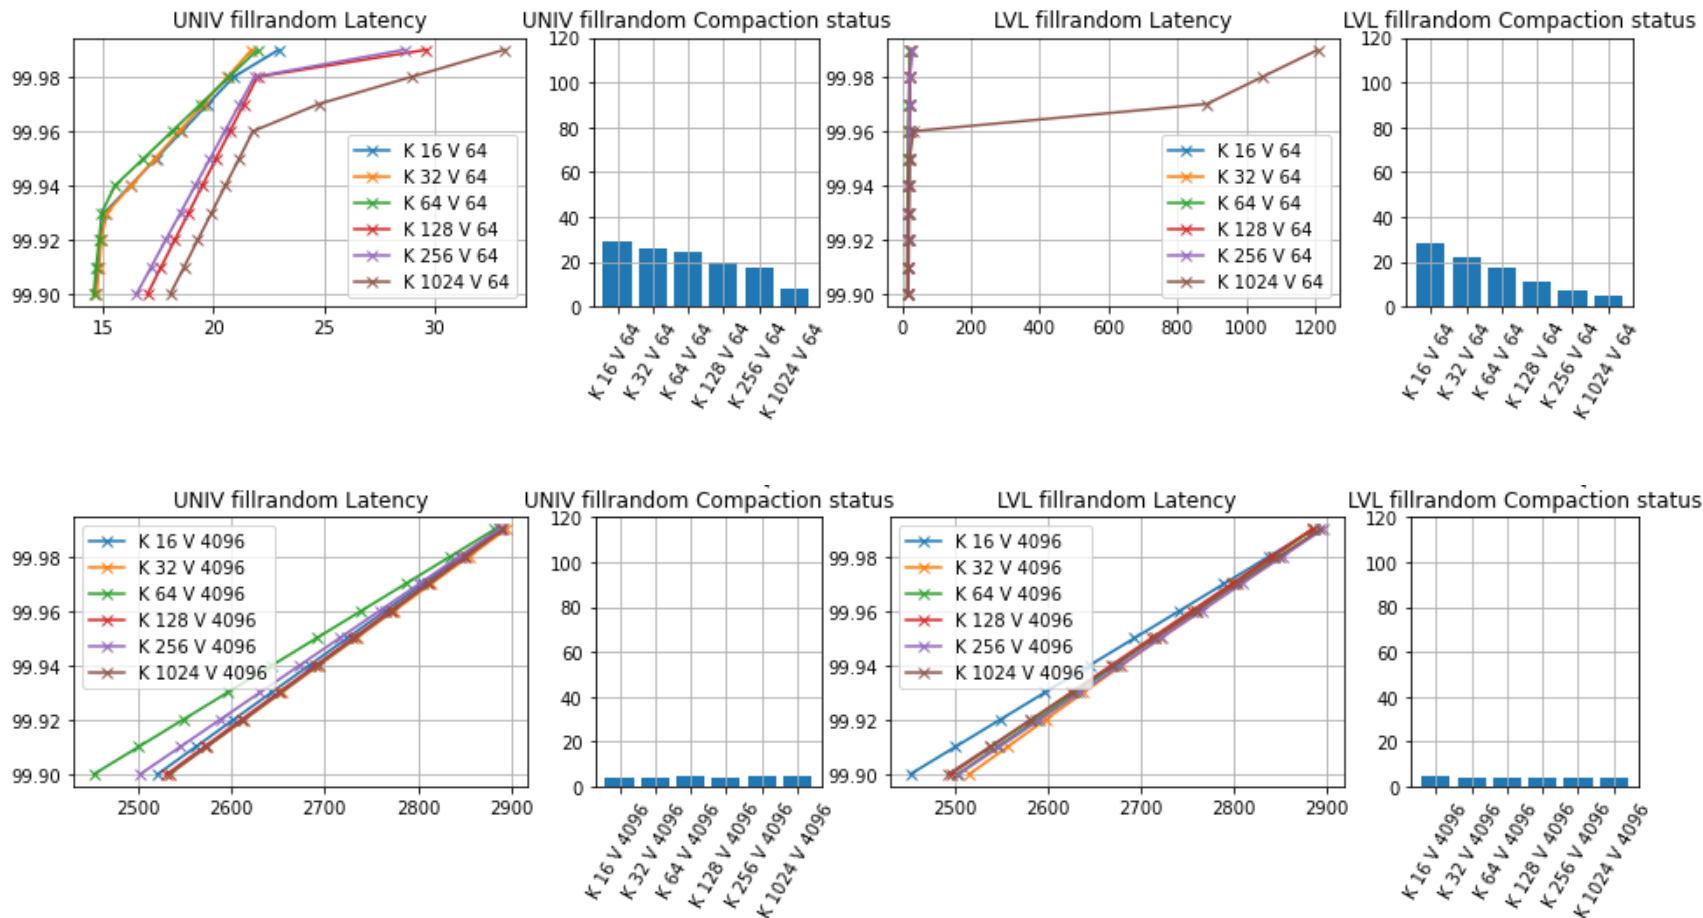 UNIV fillrandom Latency
99.98
99.96
99.94
99.92
99.90
15
20
25
30
K 16 V 64
K 32 V 64
K 64 V 64
K 128 V 64
K 256 V 64
K 1024 V 64
UNIV fillrandom Compaction status
120
100
80
60
40
20
0
K 16 V 64
K 32 V 64
K 64 V 64
K 128 V 64
K 256 V 64
K 1024 V 64
LVL fillrandom Latency
99.98
99.96
99.94
99.92
99.90
0
200
400
600
800
1000
1200
K 16 V 64
K 32 V 64
K 64 V 64
K 128 V 64
K 256 V 64
K 1024 V 64
LVL fillrandom Compaction status
120
100
80
60
40
20
0
K 16 V 64
K 32 V 64
K 64 V 64
K 128 V 64
K 256 V 64
K 1024 V 64
UNIV fillrandom Latency
99.98
99.96
99.94
99.92
99.90
2500
2600
2700
2800
2900
K 16 V 4096
K 32 V 4096
K 64 V 4096
K 128 V 4096
K 256 V 4096
K 1024 V 4096
UNIV fillrandom Compaction status
120
100
80
60
40
20
0
K 16 V 4096
K 32 V 4096
K 64 V 4096
K 128 V 4096
K 256 V 4096
K 1024 V 4096
LVL fillrandom Latency
99.98
99.96
99.94
99.92
99.90
2500
2600
2700
2800
2900
K 16 V 4096
K 32 V 4096
K 64 V 4096
K 128 V 4096
K 256 V 4096
K 1024 V 4096
LVL fillrandom Compaction status
120
100
80
60
40
20
0
K 16 V 4096
K 32 V 4096
K 64 V 4096
K 128 V 4096
K 256 V 4096
K 1024 V 4096